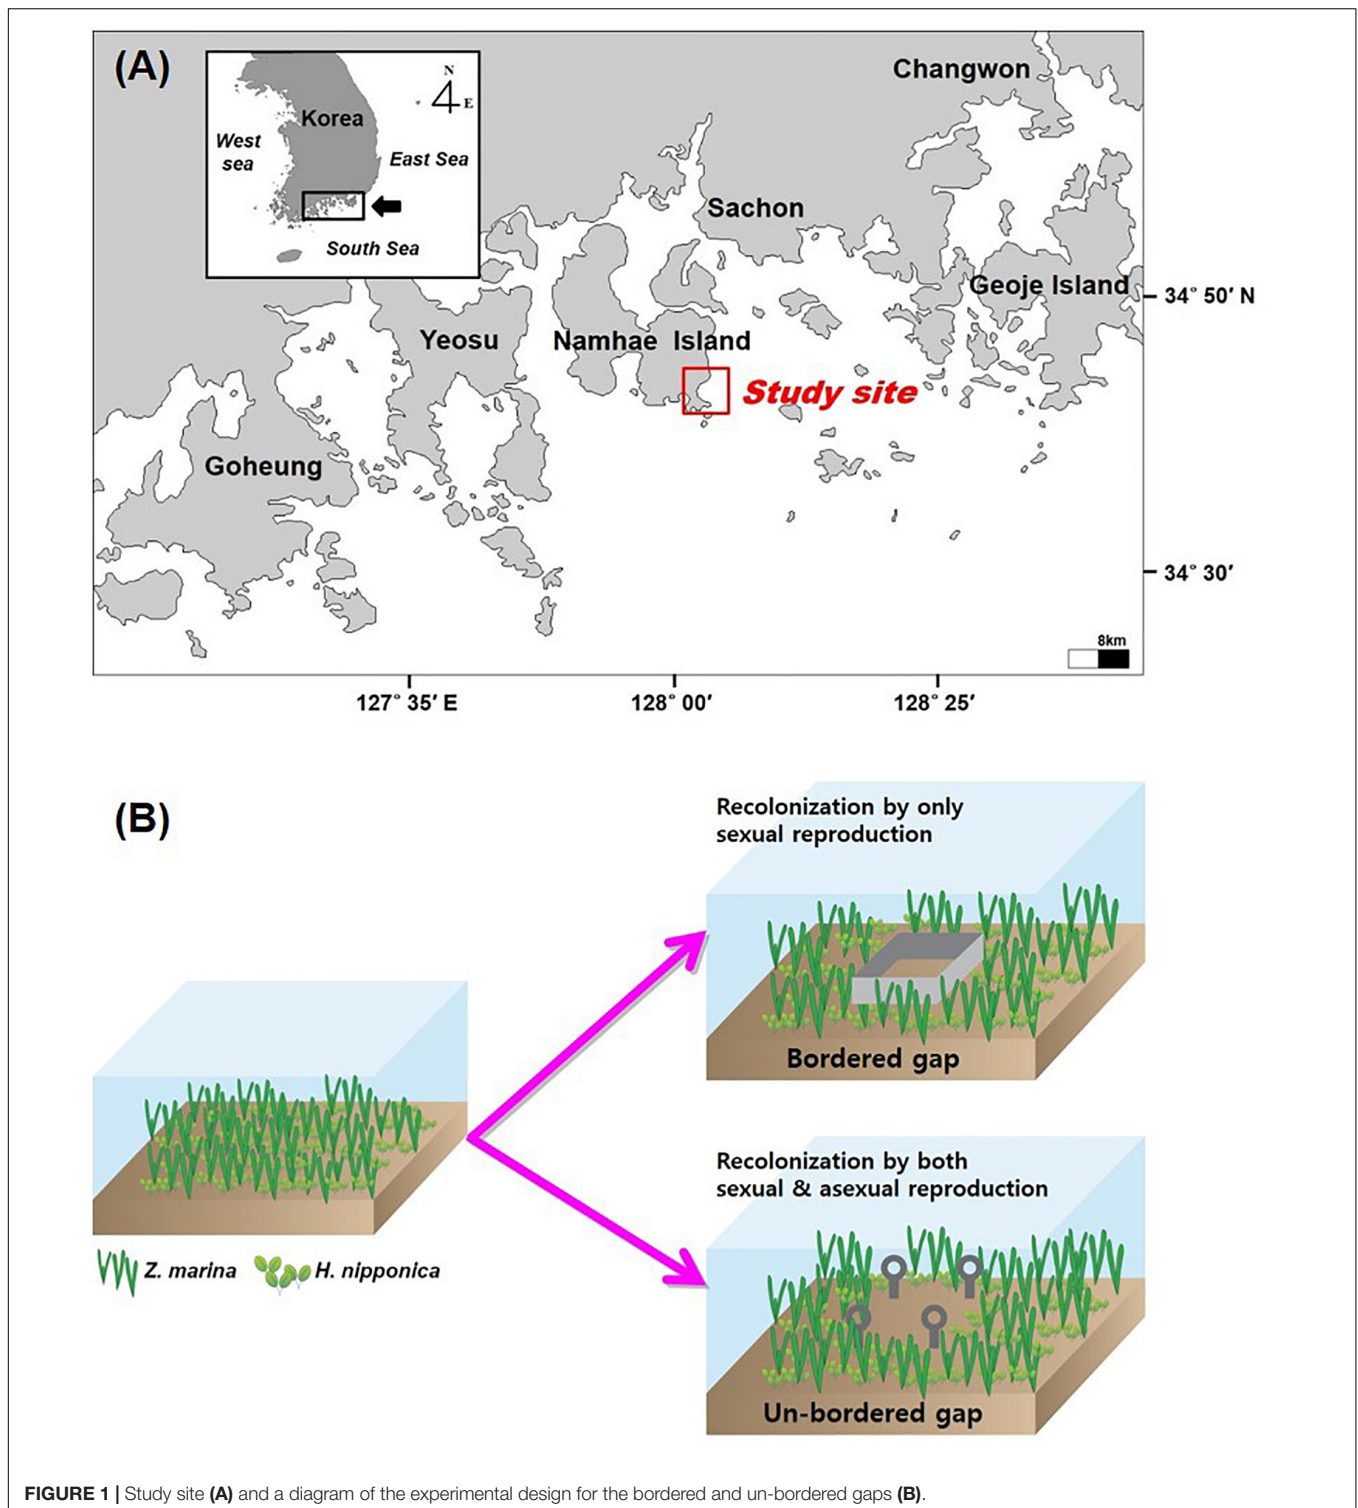 (A)
N
E
Korea
West
sea
East Sea
South Sea
Changwon
Sachon
Geoje Island
34° 50′ N
Yeosu
Namhae Island
Study site
Goheung
34° 30′
8km
127° 35′ E
128° 00′
128° 25′
(B)
Recolonization by only
sexual reproduction
Bordered gap
Z. marina
H. nipponica
Recolonization by both
sexual & asexual reproduction
Un-bordered gap
FIGURE 1 | Study site (A) and a diagram of the experimental design for the bordered and un-bordered gaps (B).